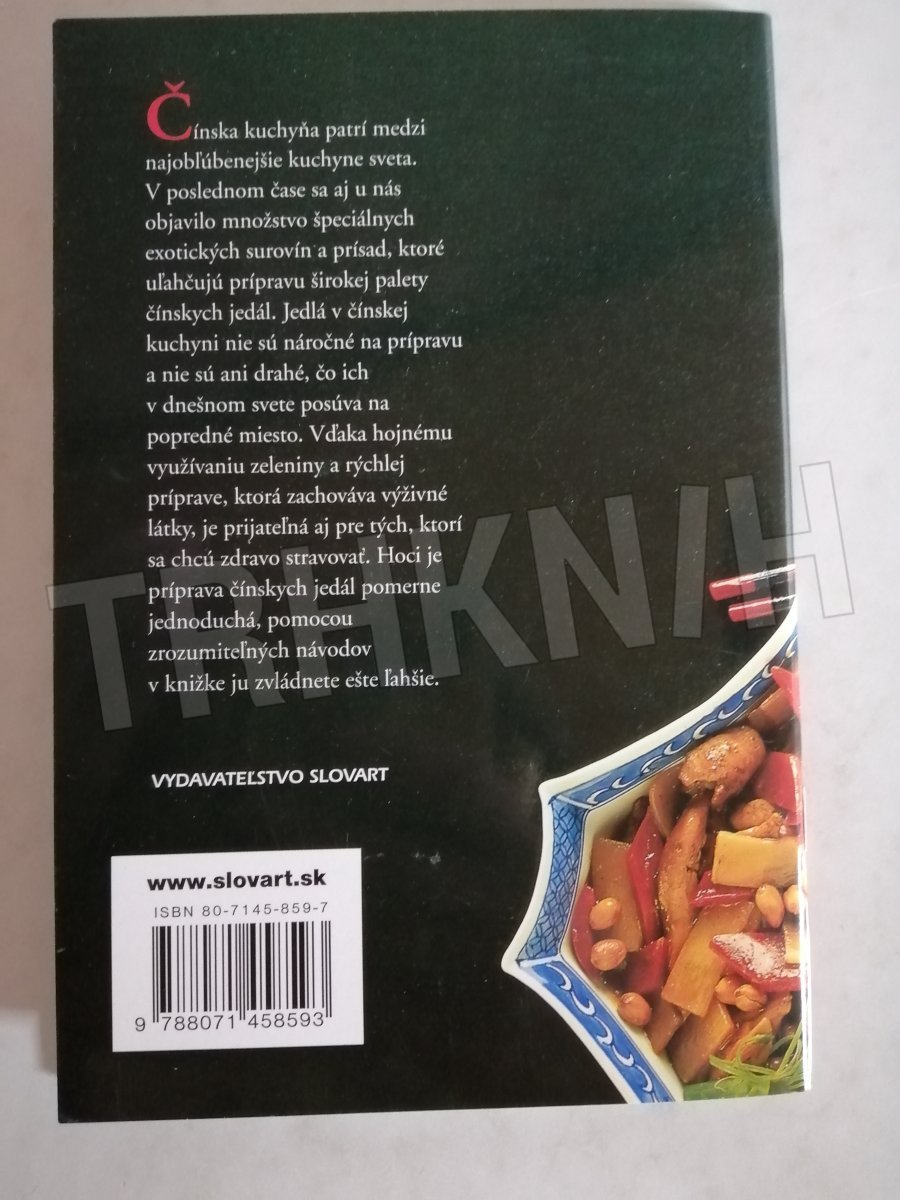 Čínska kuchyňa patrí medzi
najobľúbenejšie kuchyne sveta.
V poslednom čase sa aj u nás
objavilo množstvo špeciálnych
exotických surovín a prísad, ktoré
uľahčujú prípravu širokej palety
čínskych jedál. Jedlá v čínskej
kuchyni nie sú náročné na prípravu
a nie sú ani drahé, čo ich
v dnešnom svete posúva na
popredné miesto. Vďaka hojnému
využívaniu zeleniny a rýchlej
príprave, ktorá zachováva výživné
látky, je prijateľná aj pre tých, ktorí
sa chcú zdravo stravovať. Hoci je
príprava čínskych jedál pomerne
jednoduchá, pomocou
zrozumiteľných návodov
v knižke ju zvládnete ešte ľahšie.
TRHKNIH
VYDAVATEĽSTVO SLOVART
www.slovart.sk
ISBN 80-7145-859-7
9 788071 458593